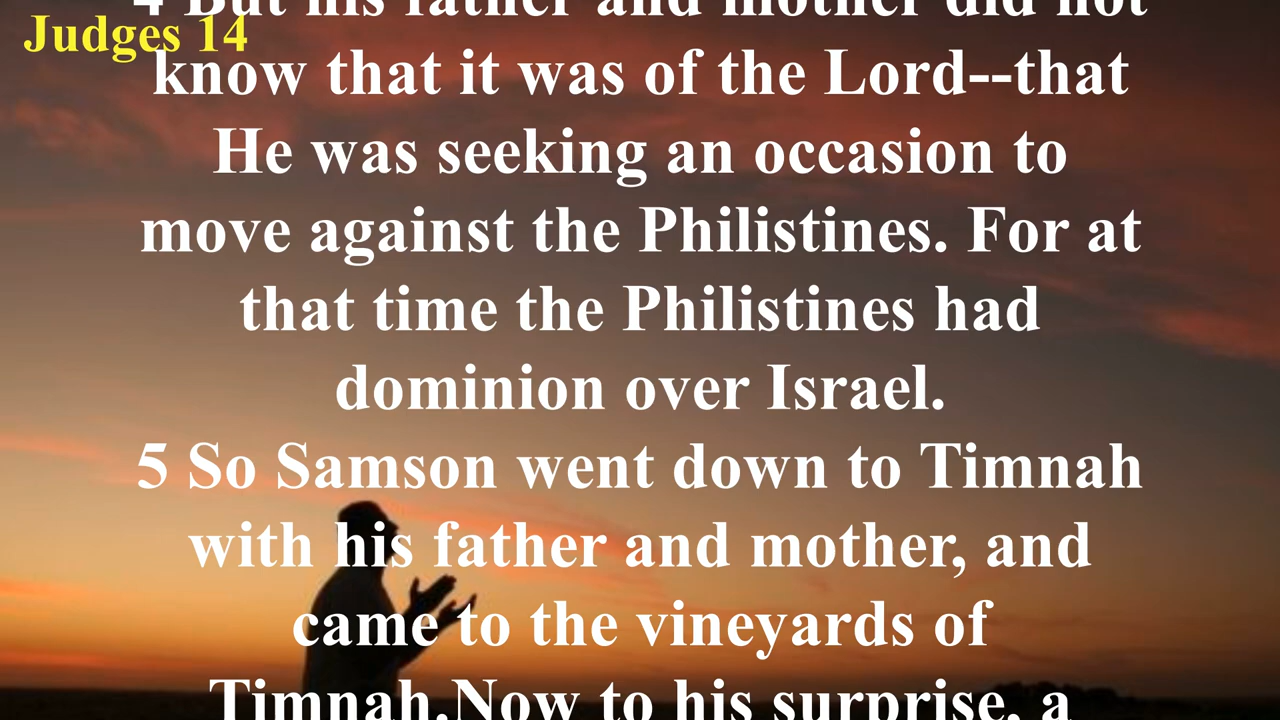 Judges 14
4 But his father and mother did not
know that it was of the Lord--that
He was seeking an occasion to
move against the Philistines. For at
that time the Philistines had
dominion over Israel.
5 So Samson went down to Timnah
with his father and mother, and
came to the vineyards of
Timnah.Now to his surprise, a